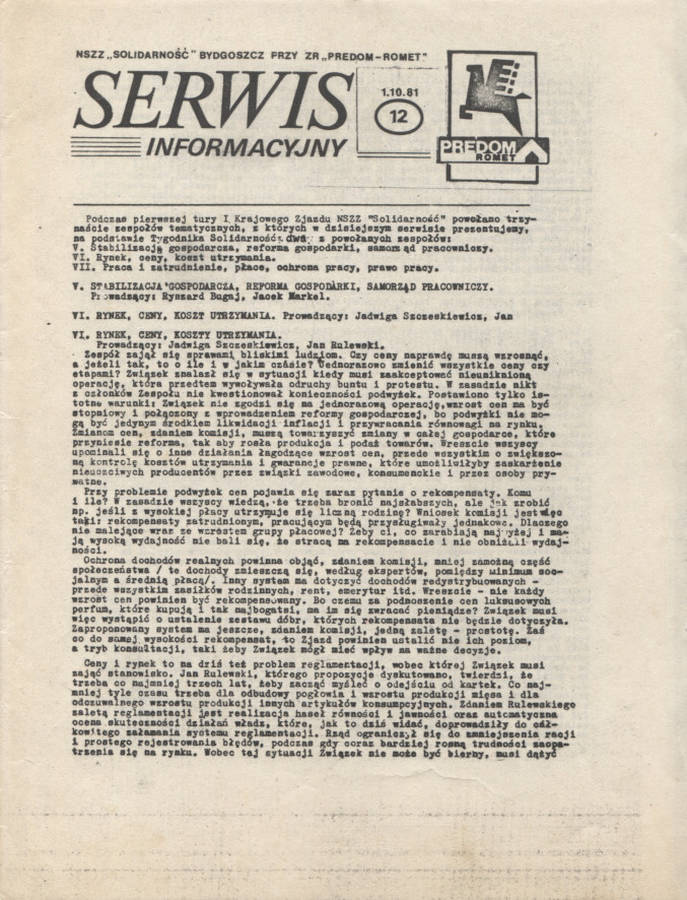 NSZZ „SOLIDARNOŚĆ” BYDGOSZCZ PRZY ZR „PREDOM-ROMET”
SERWIS
INFORMACYJNY
1.10.81
12
PREDOM
ROMET
Podczas pierwszej tury I Krajowego Zjazdu NSZZ "Solidarność" powołano trzy-
naście zespołów tematycznych, z których w dzisiejszym serwisie prezentujemy,
na podstawie Tygodnika Solidarność, dwa z powołanych zespołów:
V. Stabilizacja gospodarcza, reforma gospodarki, samorząd pracowniczy.
VI. Rynek, ceny, koszt utrzymania.
VII. Praca i zatrudnienie, płace, ochrona pracy, prawo pracy.
V. STABILIZACJA GOSPODARCZA, REFORMA GOSPODARKI, SAMORZĄD PRACOWNICZY.
Prowadzący: Ryszard Bugaj, Jacek Markel.
VI. RYNEK, CENY, KOSZT UTRZYMANIA. Prowadzący: Jadwiga Szczeskiewicz, Jan
VI. RYNEK, CENY, KOSZTY UTRZYMANIA.
Prowadzący: Jadwiga Szczeskiewicz, Jan Rulewski.
Zespół zajął się sprawami bliskimi ludziom. Czy ceny naprawdę muszą wzrosnąć,
a jeżeli tak, to o ile i w jakim czasie? Jednorazowo zmienić wszystkie ceny czy
etapami? Związek znalazł się w sytuacji kiedy musi zaakceptować nieuniknioną
operację, która przedtem wywoływała odruchy buntu i protestu. W zasadzie nikt
z członków Zespołu nie kwestionował konieczności podwyżek. Postawiono tylko is-
totne warunki: Związek nie zgodzi się na jednorazową operację, wzrost cen ma być
stopniowy i połączony z wprowadzeniem reformy gospodarczej, bo podwyżki nie mo-
gą być jedynym środkiem likwidacji inflacji i przywracania równowagi na rynku.
Zmianom cen, zdaniem komisji, muszą towarzyszyć zmiany w całej gospodarce, które
przyniesie reforma, tak aby rosła produkcja i podaż towarów. Wreszcie wszyscy
upominali się o inne działania łagodzące wzrost cen, przede wszystkim o zwiększo-
ną kontrolę kosztów utrzymania i gwarancje prawne, które umożliwiłyby zaskarżenie
nieuczciwych producentów przez związki zawodowe, konsumenckie i przez osoby pry-
watne.
Przy problemie podwyżek cen pojawia się zaraz pytanie o rekompensaty. Komu
i ile? W zasadzie wszyscy wiedzą, że trzeba bronić najsłabszych, ale jak zrobić
np. jeśli z wysokiej płacy utrzymuje się liczną rodzinę? Wniosek komisji jest więc
taki: rekompensaty zatrudnionym, pracującym będą przysługiwały jednakowe. Dlaczego
nie malejące wraz ze wzrostem grupy płacowej? Żeby ci, co zarabiają najwyżej i ma-
ją wysoką wydajność nie bali się, że stracą na rekompensacie i nie obniżali wydaj-
ności.
Ochrona dochodów realnych powinna objąć, zdaniem komisji, mniej zamożną część
społeczeństwa / te dochody zmieszczą się, według ekspertów, pomiędzy minimum soc-
jalnym a średnią płacą/. Inny system ma dotyczyć dochodów redystrybuowanych -
przede wszystkim zasiłków rodzinnych, rent, emerytur itd. Wreszcie - nie każdy
wzrost cen powinien być rekompensowany. Bo czemu za podnoszenie cen luksusowych
perfum, które kupują i tak najbogatsi, ma im się zwracać pieniądze? Związek musi
więc wystąpić o ustalenie zestawu dóbr, których rekompensata nie będzie dotyczyła.
Zaproponowany system ma jeszcze, zdaniem komisji, jedną zaletę - prostotę. Zaś
co do samej wysokości rekompensat, to Zjazd powinien ustalić nie ich poziom,
a tryb konsultacji, taki żeby Związek mógł mieć wpływ na ważne decyzje.
Ceny i rynek to na dziś też problem reglamentacji, wobec której Związek musi
zająć stanowisko. Jan Rulewski, którego propozycje dyskutowano, twierdzi, że
trzeba co najmniej trzech lat, żeby zacząć myśleć o odejściu od kartek. Co naj-
mniej tyle czasu trzeba dla odbudowy pogłowia i wzrostu produkcji mięsa i dla
odczuwalnego wzrostu produkcji innych artykułów konsumpcyjnych. Zdaniem Rulewskiego
zaletą reglamentacji jest realizacja haseł równości i jawności oraz automatyczna
ocena skuteczności działań władz, które, jak to dziś widać, doprowadziły do cał-
kowitego załamania systemu reglamentacji. Rząd ograniczył się do zmniejszenia racji
i prostego rejestrowania błędów, podczas gdy coraz bardziej rosną trudności zaopa-
trzenia się na rynku. Wobec tej sytuacji Związek nie może być bierny, musi dążyć